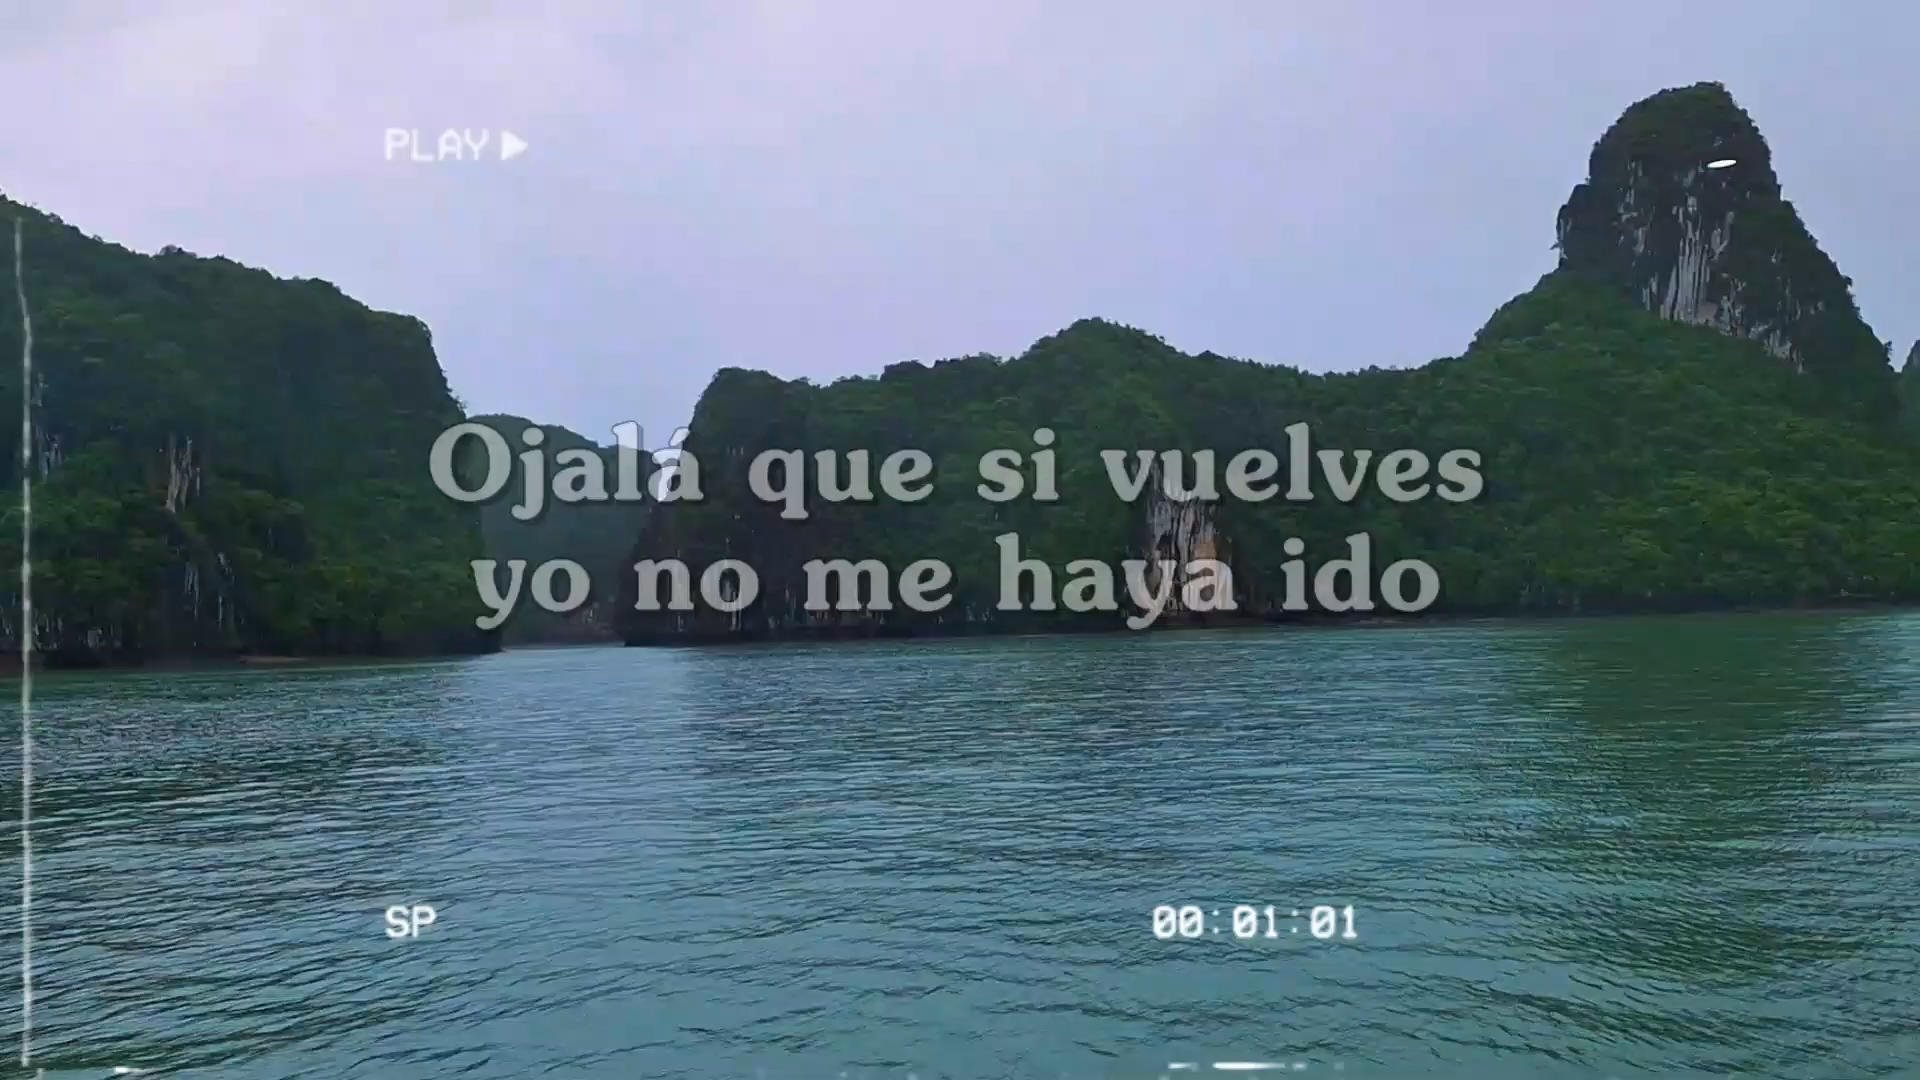 PLAY
Ojalá que si vuelves
yo no me haya ido
SP
00:01:01